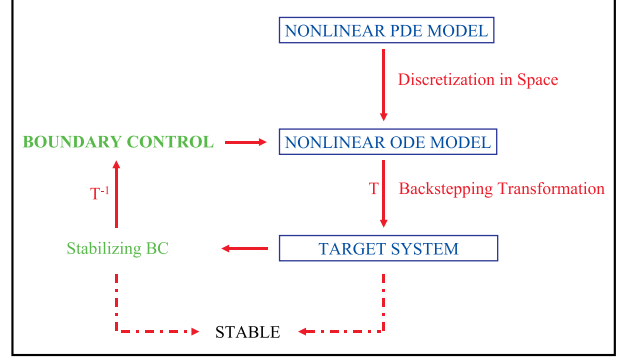 NONLINEAR PDE MODEL
Discretization in Space
BOUNDARY CONTROL
NONLINEAR ODE MODEL
T⁻¹
T Backstepping Transformation
Stabilizing BC
TARGET SYSTEM
STABLE